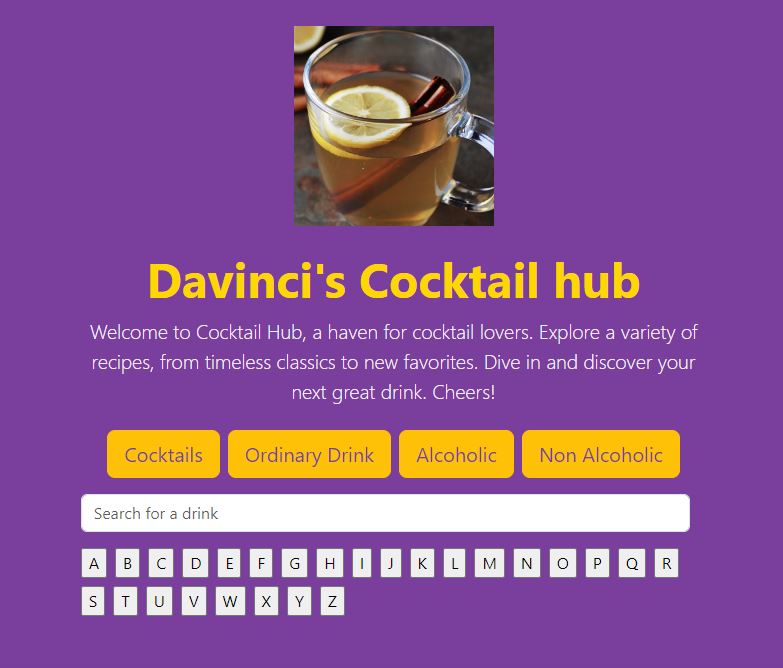 Davinci's Cocktail hub
Welcome to Cocktail Hub, a haven for cocktail lovers. Explore a variety of
recipes, from timeless classics to new favorites. Dive in and discover your
next great drink. Cheers!
Cocktails Ordinary Drink Alcoholic Non Alcoholic
Search for a drink
A B C D E F G H I J K L M N O P Q R
S T U V W X Y Z